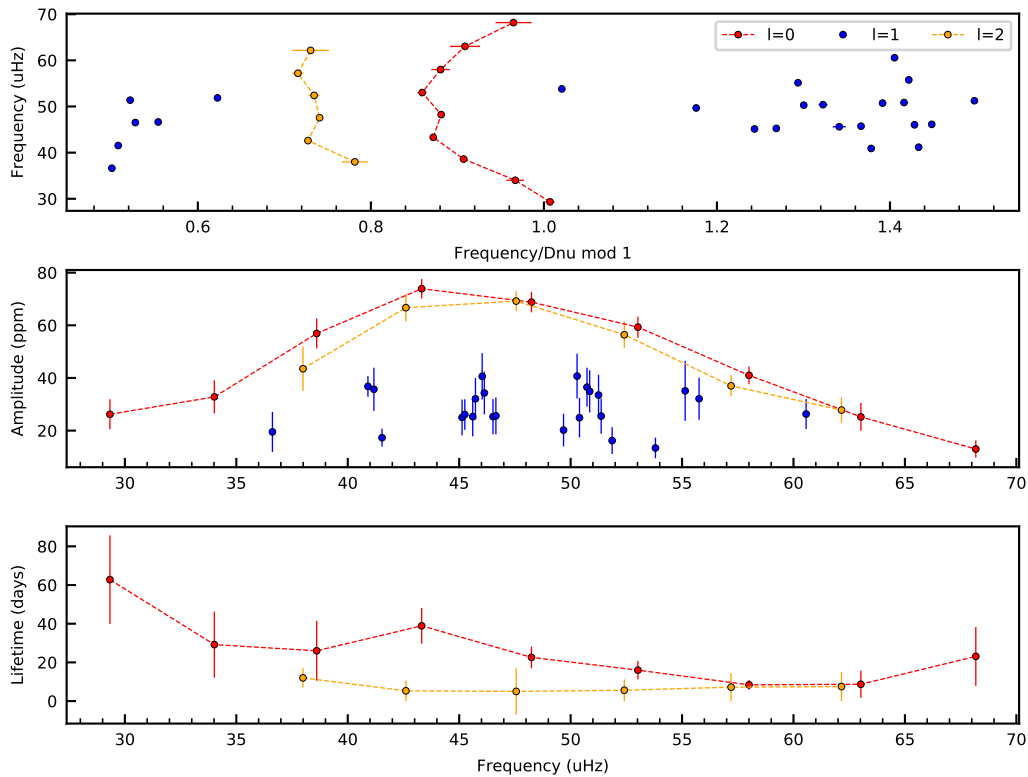 70
60
50
40
30
Frequency (uHz)
l=0 l=1 l=2
0.6 0.8 1.0 1.2 1.4
Frequency/Dnu mod 1
80
60
40
20
Amplitude (ppm)
30 35 40 45 50 55 60 65 70
80
60
40
20
0
Lifetime (days)
30 35 40 45 50 55 60 65 70
Frequency (uHz)